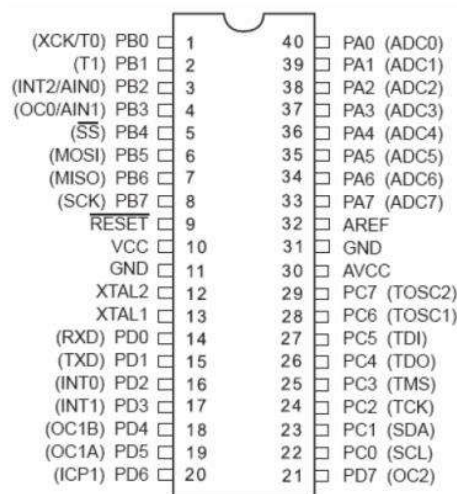 (XCK/T0) PB0 1 40 PA0 (ADC0)
(T1) PB1 2 39 PA1 (ADC1)
(INT2/AIN0) PB2 3 38 PA2 (ADC2)
(OC0/AIN1) PB3 4 37 PA3 (ADC3)
(SS) PB4 5 36 PA4 (ADC4)
(MOSI) PB5 6 35 PA5 (ADC5)
(MISO) PB6 7 34 PA6 (ADC6)
(SCK) PB7 8 33 PA7 (ADC7)
RESET 9 32 AREF
VCC 10 31 GND
GND 11 30 AVCC
XTAL2 12 29 PC7 (TOSC2)
XTAL1 13 28 PC6 (TOSC1)
(RXD) PD0 14 27 PC5 (TDI)
(TXD) PD1 15 26 PC4 (TDO)
(INT0) PD2 16 25 PC3 (TMS)
(INT1) PD3 17 24 PC2 (TCK)
(OC1B) PD4 18 23 PC1 (SDA)
(OC1A) PD5 19 22 PC0 (SCL)
(ICP1) PD6 20 21 PD7 (OC2)